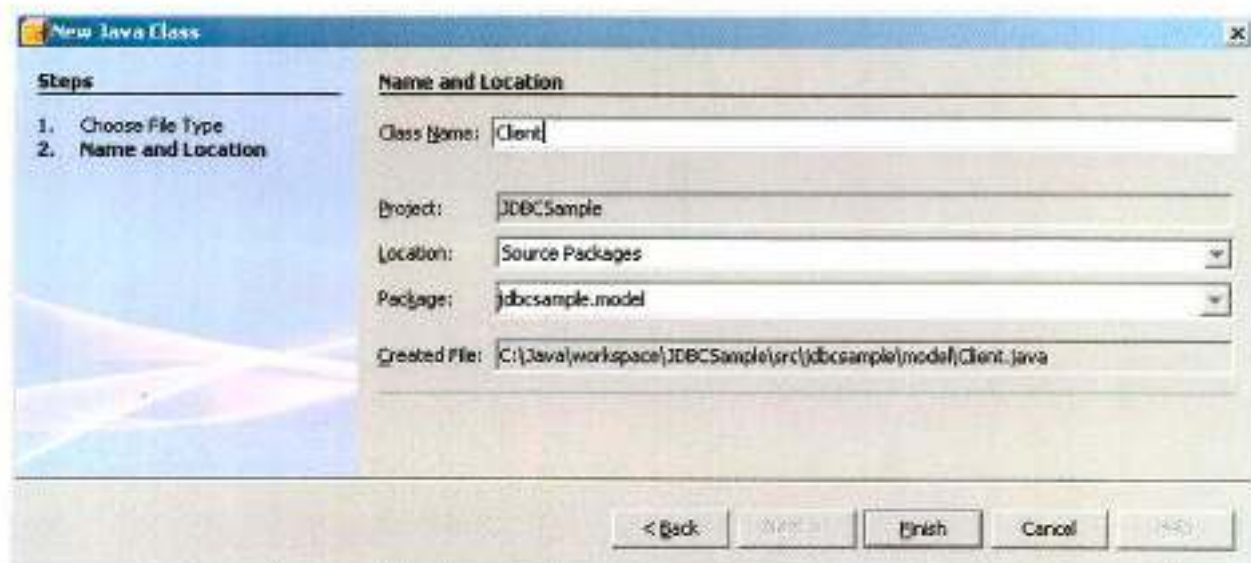 New Java Class
Steps
1. Choose File Type
2. Name and Location
Name and Location
Class Name: Client
Project: JDBCSample
Location: Source Packages
Package: jdbcsample.model
Created File: C:\Java\workspace\JDBCSample\src\jdbcsample\model\Client.java
< Back Finish Cancel